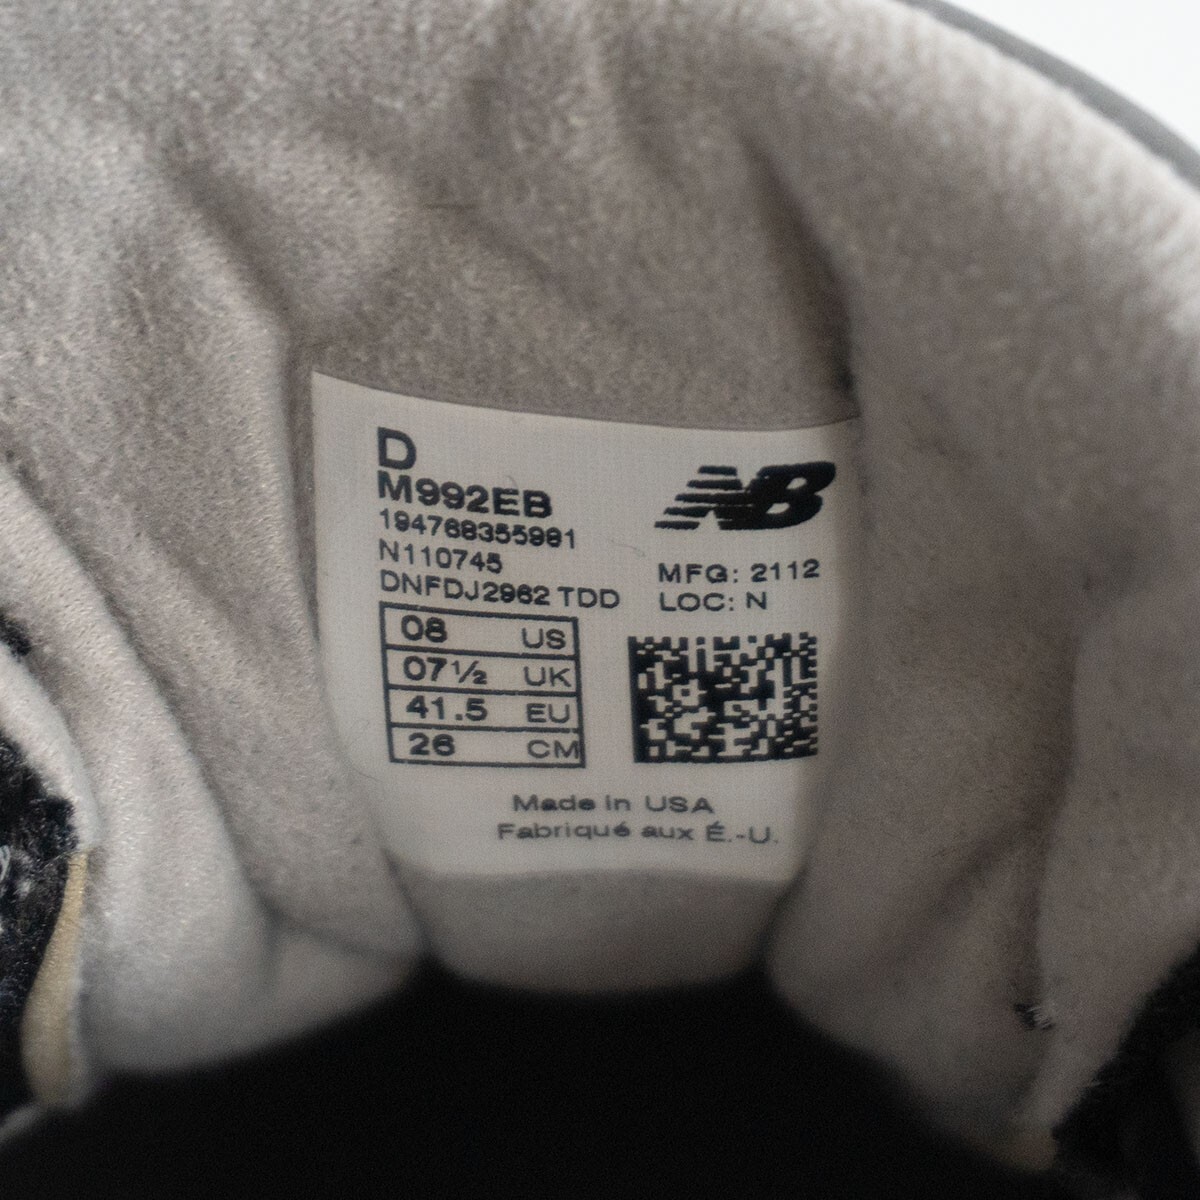 D
M992EB
194768355981
N110745
DNFDJ2962 TDD
NB
MFG: 2112
LOC: N
08 US
07½ UK
41.5 EU
26 CM
Made in USA
Fabriqué aux É.-U.